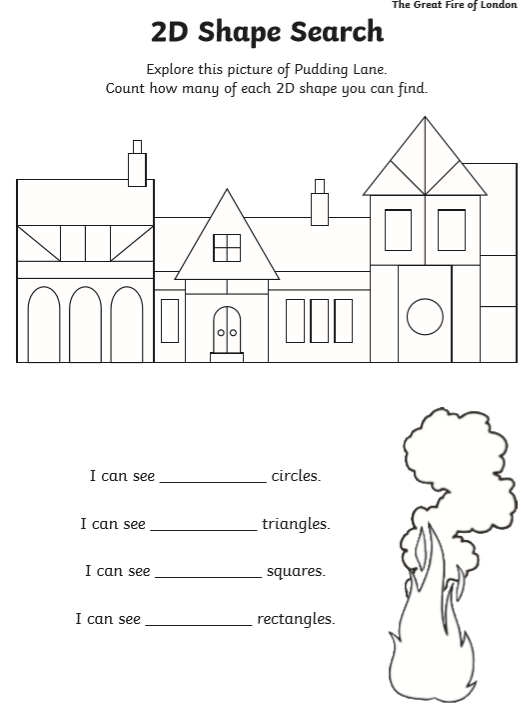 The Great Fire of London
2D Shape Search
Explore this picture of Pudding Lane.
Count how many of each 2D shape you can find.
I can see ____________ circles.
I can see ____________ triangles.
I can see ____________ squares.
I can see ____________ rectangles.